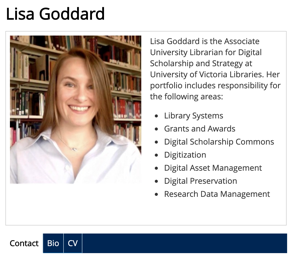 Lisa Goddard
Lisa Goddard is the Associate
University Librarian for Digital
Scholarship and Strategy at
University of Victoria Libraries. Her
portfolio includes responsibility for
the following areas:
• Library Systems
• Grants and Awards
• Digital Scholarship Commons
• Digitization
• Digital Asset Management
• Digital Preservation
• Research Data Management
Contact Bio CV